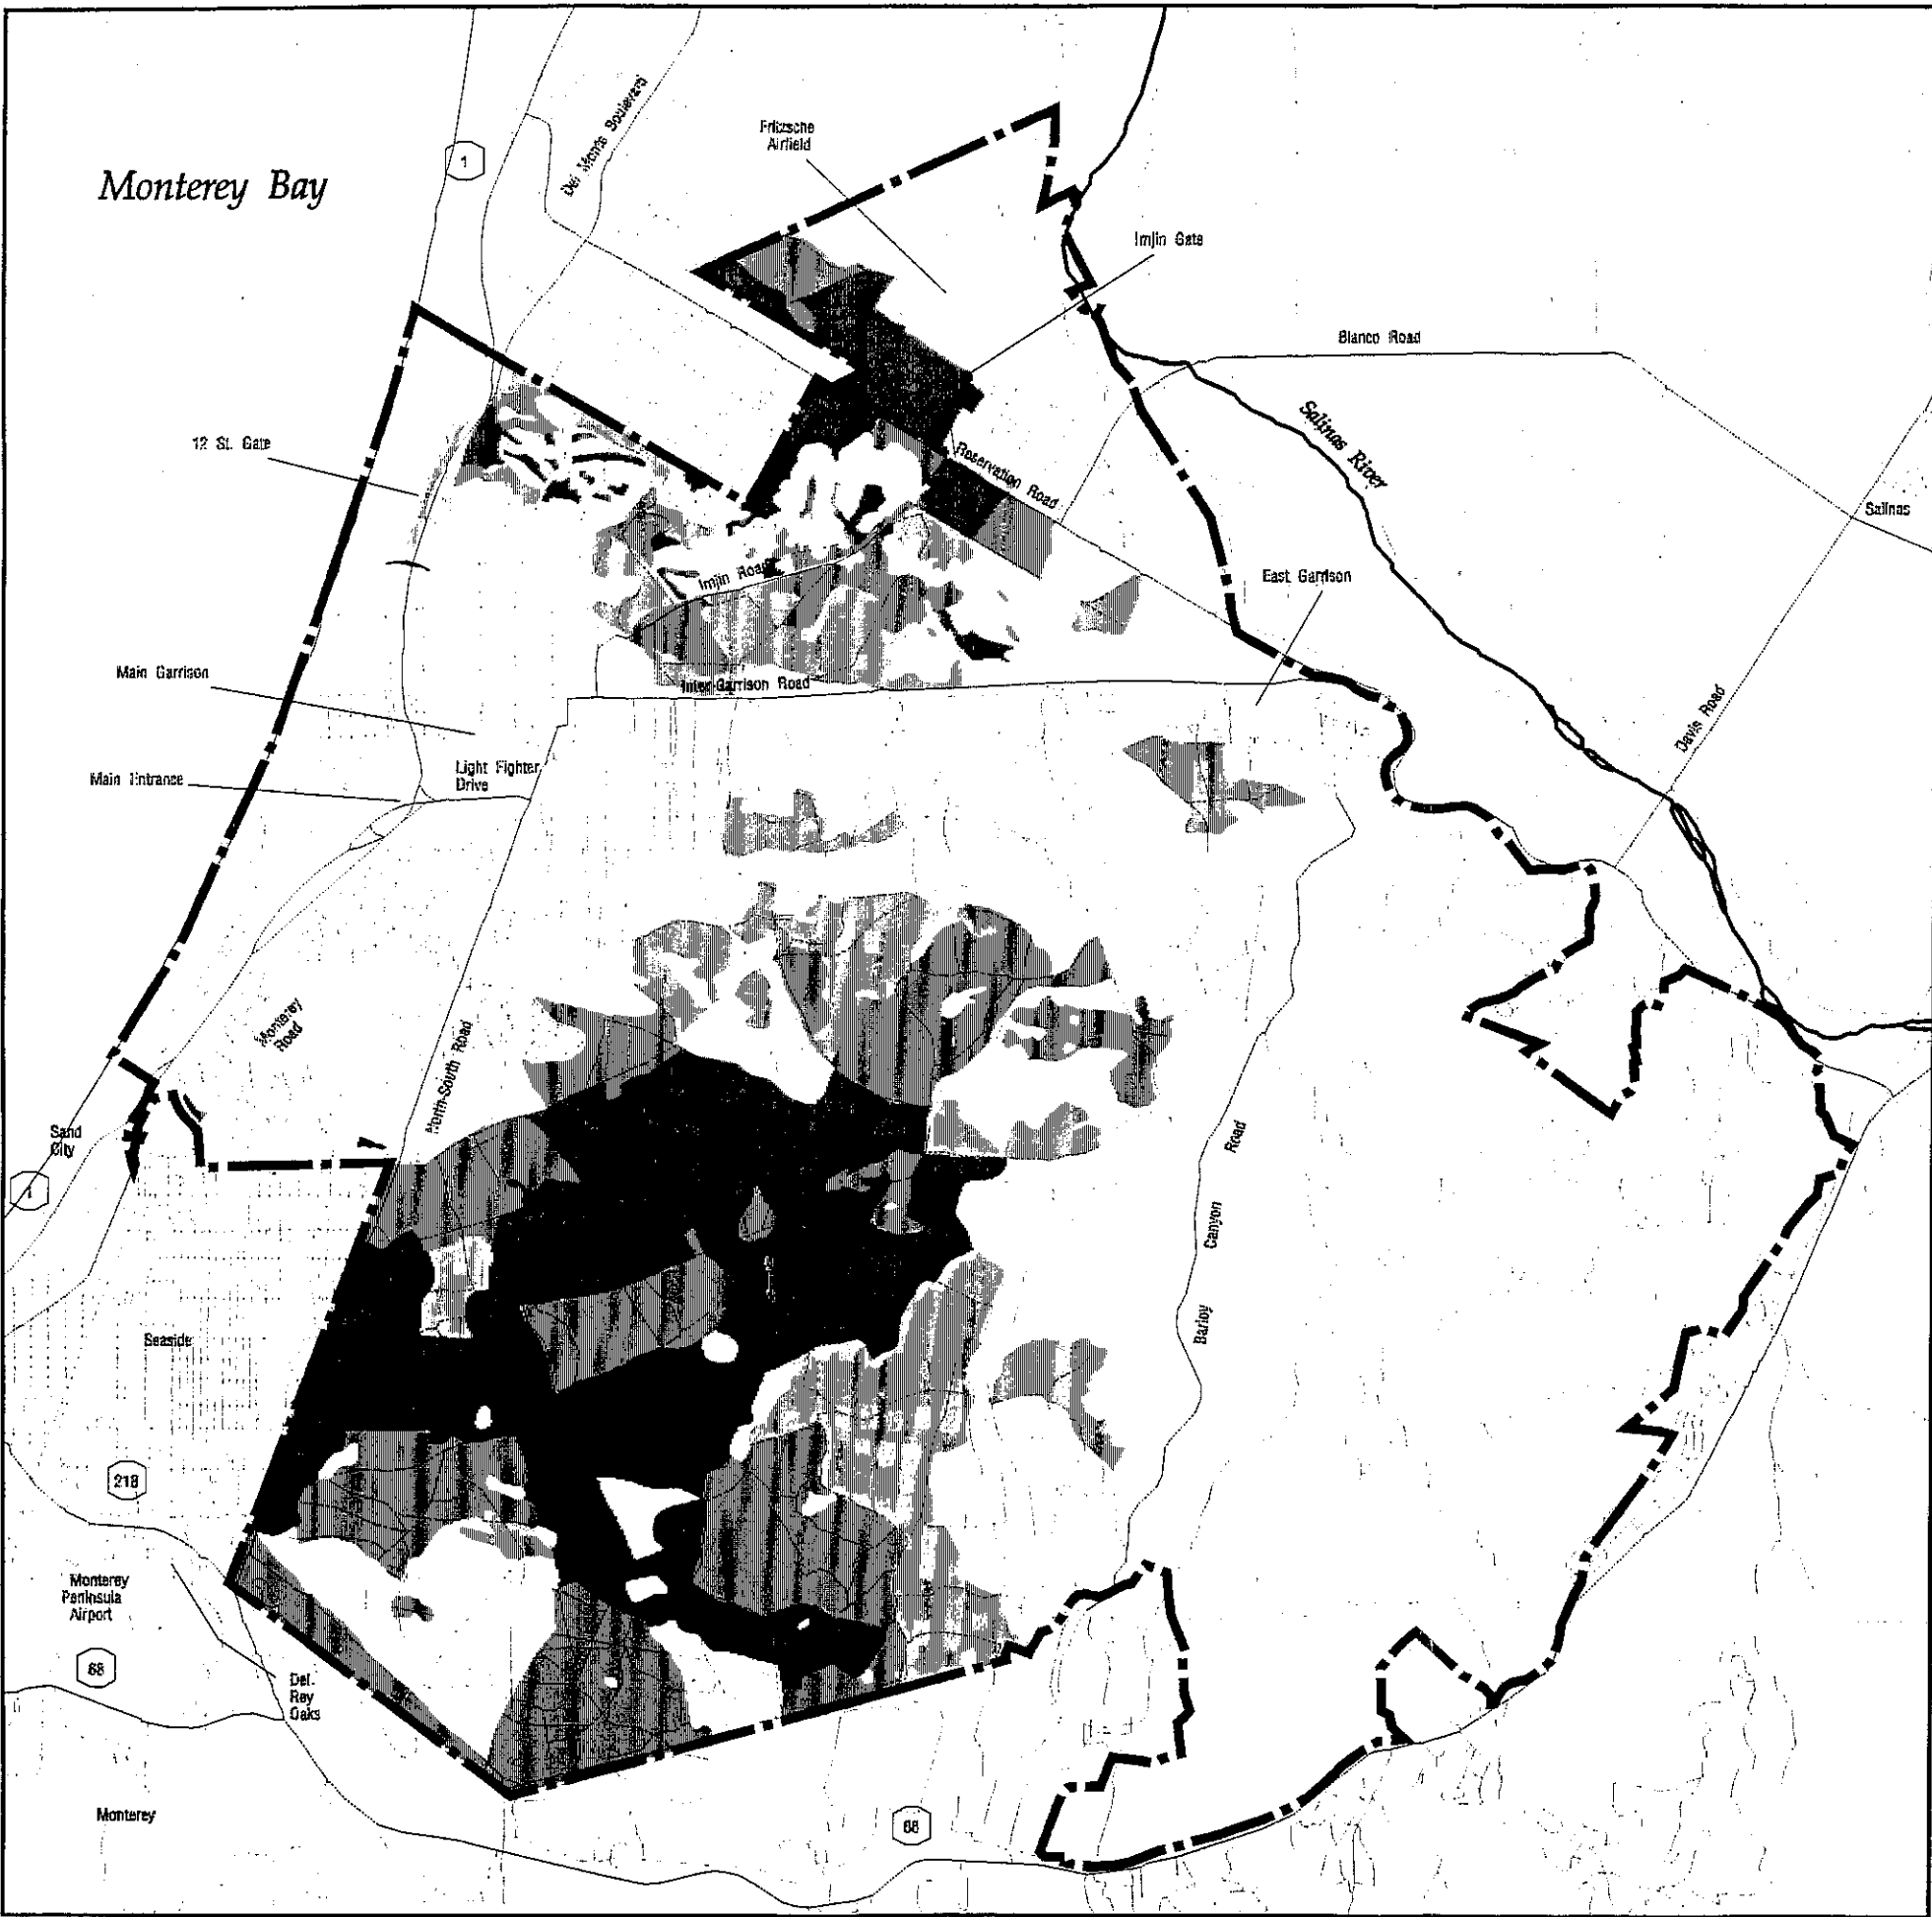 Monterey Bay
1
Del Monte Boulevard
Fritzsche
Airfield
Imjin Gate
Blanco Road
Salinas River
12 St. Gate
Reservation Road
Salinas
Imjin Road
East Garrison
Main Garrison
Inter-Garrison Road
Davis Road
Light Fighter
Drive
Main Entrance
Monterey
Road
North-South Road
Sand
City
1
Road
Canyon
Barloy
Seaside
218
Monterey
Peninsula
Airport
68
Del
Rey
Oaks
Monterey
68